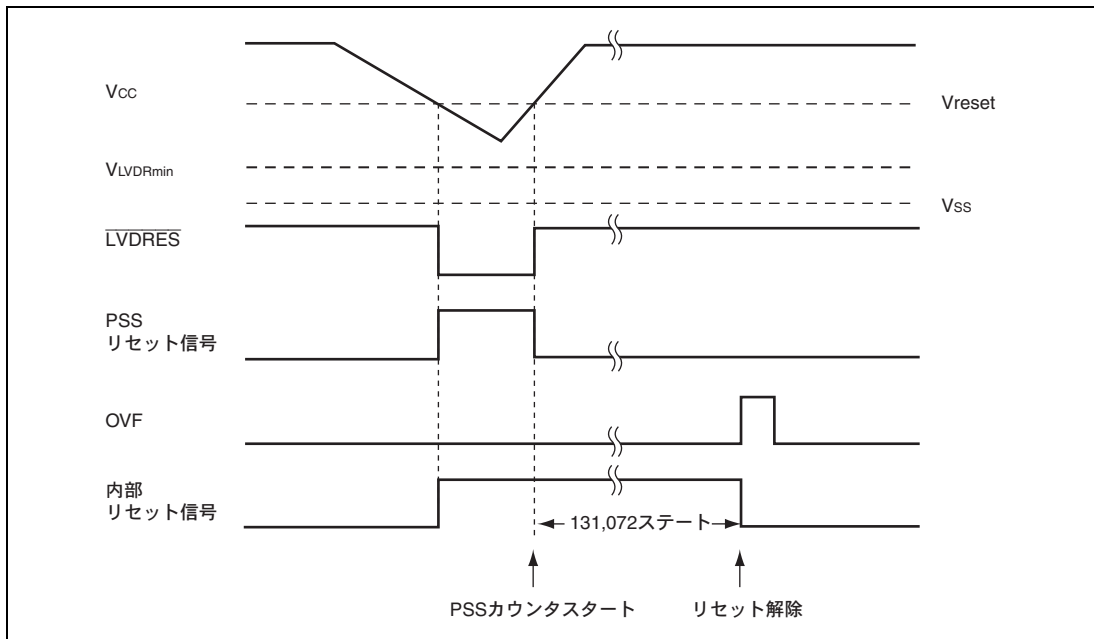 VCC
Vreset
VLVDRmin
VSS
LVDRES
PSS
リセット信号
OVF
内部
リセット信号
131,072ステート
PSSカウンタスタート
リセット解除